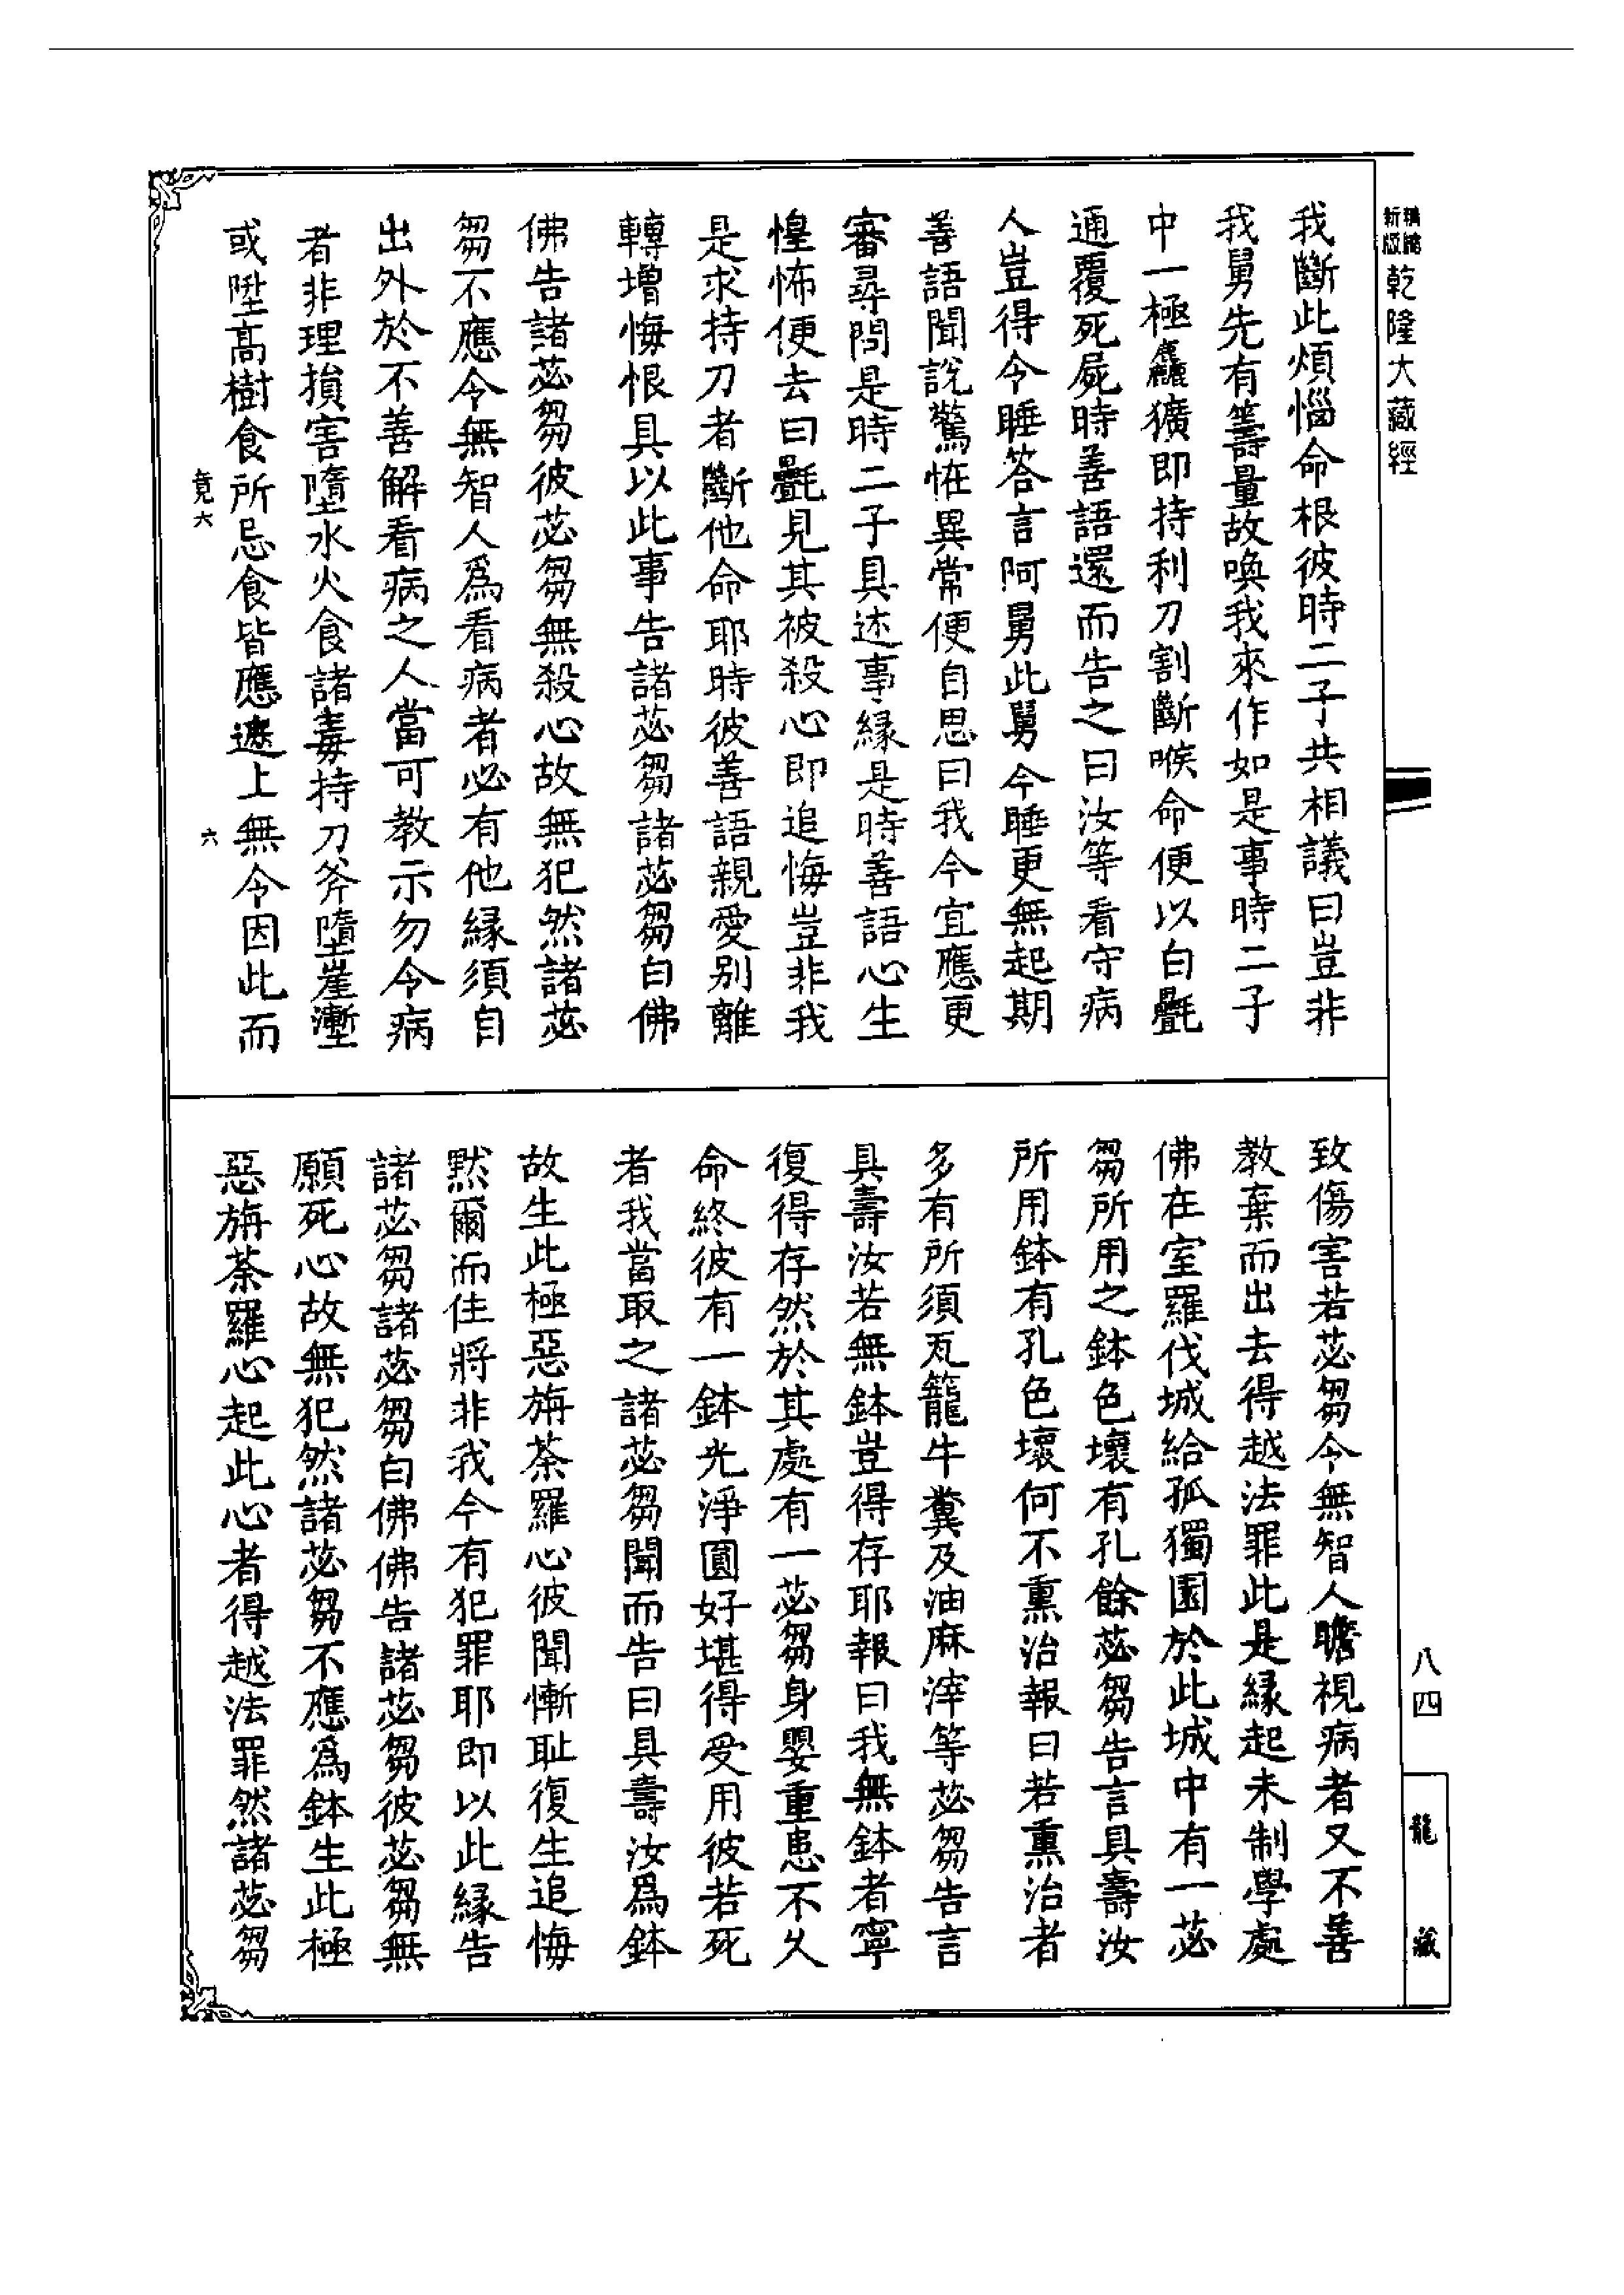 精縮新版乾隆大藏經
我斷此煩惱命根彼時二子共相議曰豈非
我舅先有籌量故喚我來作如是事時二子
中一極麤獷即持利刀割斷喉命便以白氎
通覆死屍時善語還而告之曰汝等看守病
人豈得令睡答言阿舅此舅今睡更無起期
善語聞說驚怪異常便自思曰我今宜應更
審尋問是時二子具述事緣是時善語心生
惶怖便去白氎見其被殺心即追悔豈非我
是求持刀者斷他命耶時彼善語親愛別離
轉增悔恨具以此事告諸苾芻諸苾芻白佛
佛告諸苾芻彼苾芻無殺心故無犯然諸苾
芻不應令無智人為看病者必有他緣須自
出外於不善解看病之人當可教示勿令病
者非理損害墮水火食諸毒持刀斧墮崖塹
或陞高樹食所忌食皆應遮止無令因此而
竟六
六
致傷害若苾芻令無智人瞻視病者又不善
教棄而出去得越法罪此是緣起未制學處
佛在室羅伐城給孤獨園於此城中有一苾
芻所用之鉢色壞有孔餘苾芻告言具壽汝
所用鉢有孔色壞何不熏治報曰若熏治者
多有所須瓦籠牛糞及油麻滓等苾芻告言
具壽汝若無鉢豈得存耶報曰我無鉢者寧
復得存然於其處有一苾芻身嬰重患不久
命終彼有一鉢光淨圓好堪得受用彼若死
者我當取之諸苾芻聞而告曰具壽汝為鉢
故生此極惡旃荼羅心彼聞慚恥復生追悔
默爾而住將非我今有犯罪耶即以此緣告
諸苾芻諸苾芻白佛佛告諸苾芻彼苾芻無
願死心故無犯然諸苾芻不應為鉢生此極
惡旃荼羅心起此心者得越法罪然諸苾芻
八四
龍藏